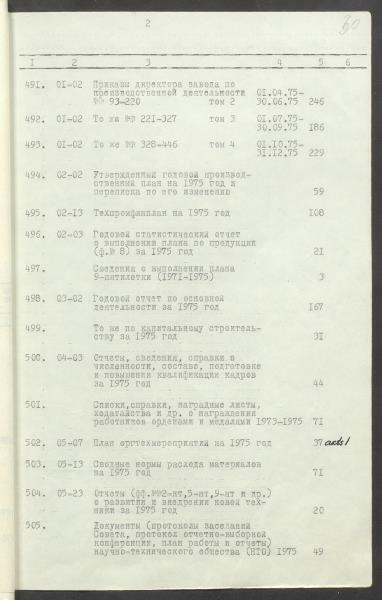 2
30
1 2 3 4 5 6
491. 01-02 Приказы директора завода по
производственной деятельности 01.04.75-
№№ 93-220 том 2 30.06.75 246
492. 01-02 То же №№ 221-327 том 3 01.07.75-
30.09.75 186
493. 01-02 То же №№ 328-446 том 4 01.10.75-
31.12.75 229
494. 02-02 Утвержденный годовой производ-
ственный план на 1975 год и
переписка по его изменению 59
495. 02-13 Техпромфинплан на 1975 год 108
496. 02-03 Годовой статистический отчет
о выполнении плана по продукции
(ф.№ 8) за 1975 год 21
497. Сведения о выполнении плана
9-пятилетки (1971-1975) 3
498. 03-02 Годовой отчет по основной
деятельности за 1975 год 167
499. То же по капитальному строитель-
ству за 1975 год 31
500. 04-03 Отчеты, сведения, справки о
численности, составе, подготовке
и повышении квалификации кадров
за 1975 год 44
501. Списки,справки, наградные листы,
ходатайства и др. о награждении
работников орденами и медалями 1973-1975 71
502. 05-07 План оргтехмероприятий на 1975 год 37
503. 05-13 Сводные нормы расхода материалов
на 1975 год 71
504. 05-23 Отчеты (фф.№№2-нт,5-нт,9-нт и др.)
о развитии и внедрении новой тех-
ники за 1975 год 20
505. Документы (протоколы заседаний
Совета, протокол отчетно-выборной
конференции, план работы и отчеты)
научно-технического общества (НТО) 1975 49